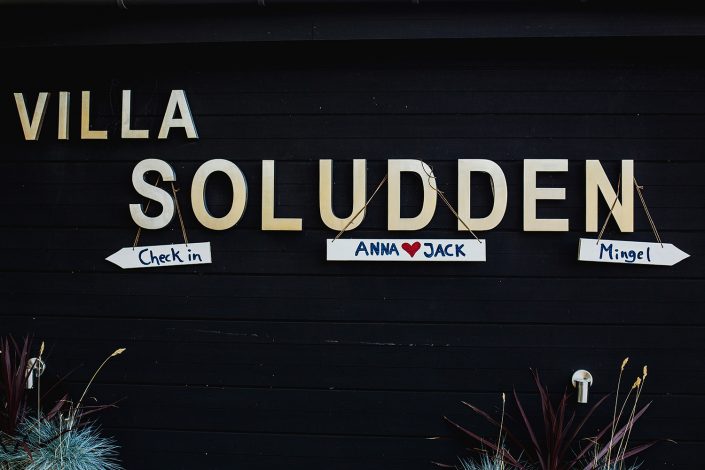 VILLA
SOLUDDEN
Check in
ANNA ❤ JACK
Mingel